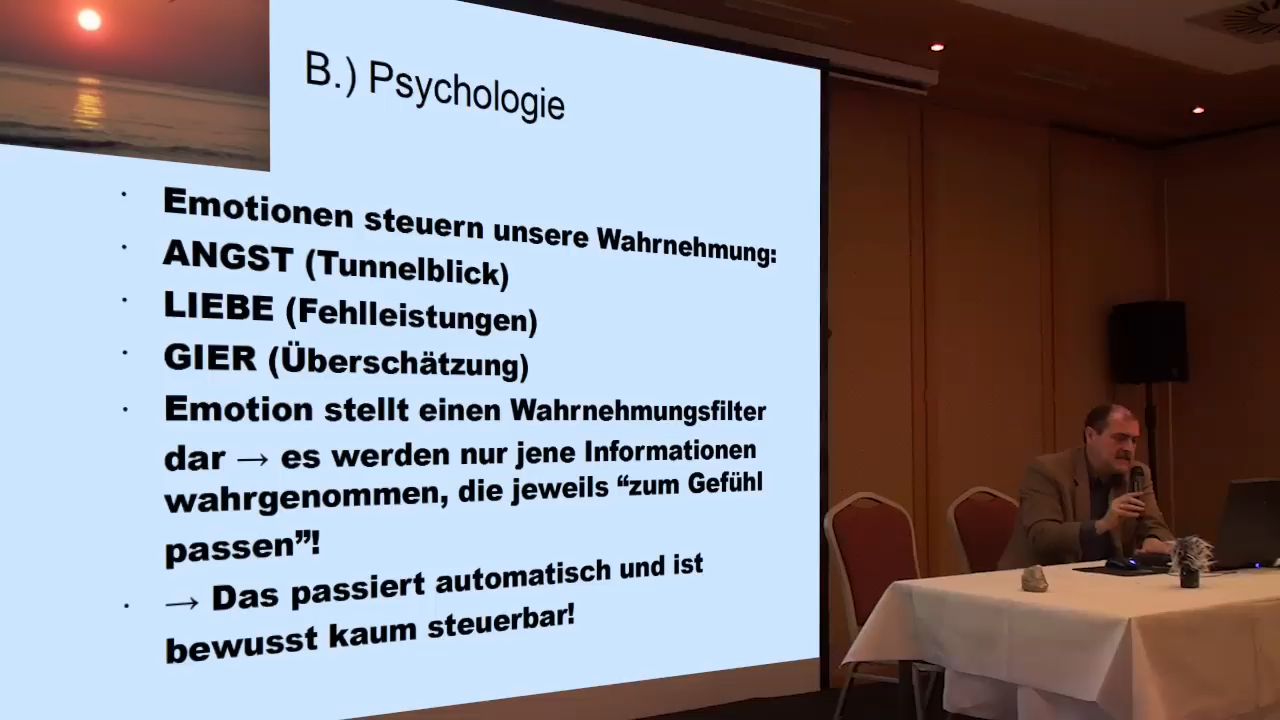 B.) Psychologie
· Emotionen steuern unsere Wahrnehmung:
· ANGST (Tunnelblick)
· LIEBE (Fehlleistungen)
· GIER (Überschätzung)
· Emotion stellt einen Wahrnehmungsfilter
dar → es werden nur jene Informationen
wahrgenommen, die jeweils “zum Gefühl
passen”!
· → Das passiert automatisch und ist
bewusst kaum steuerbar!